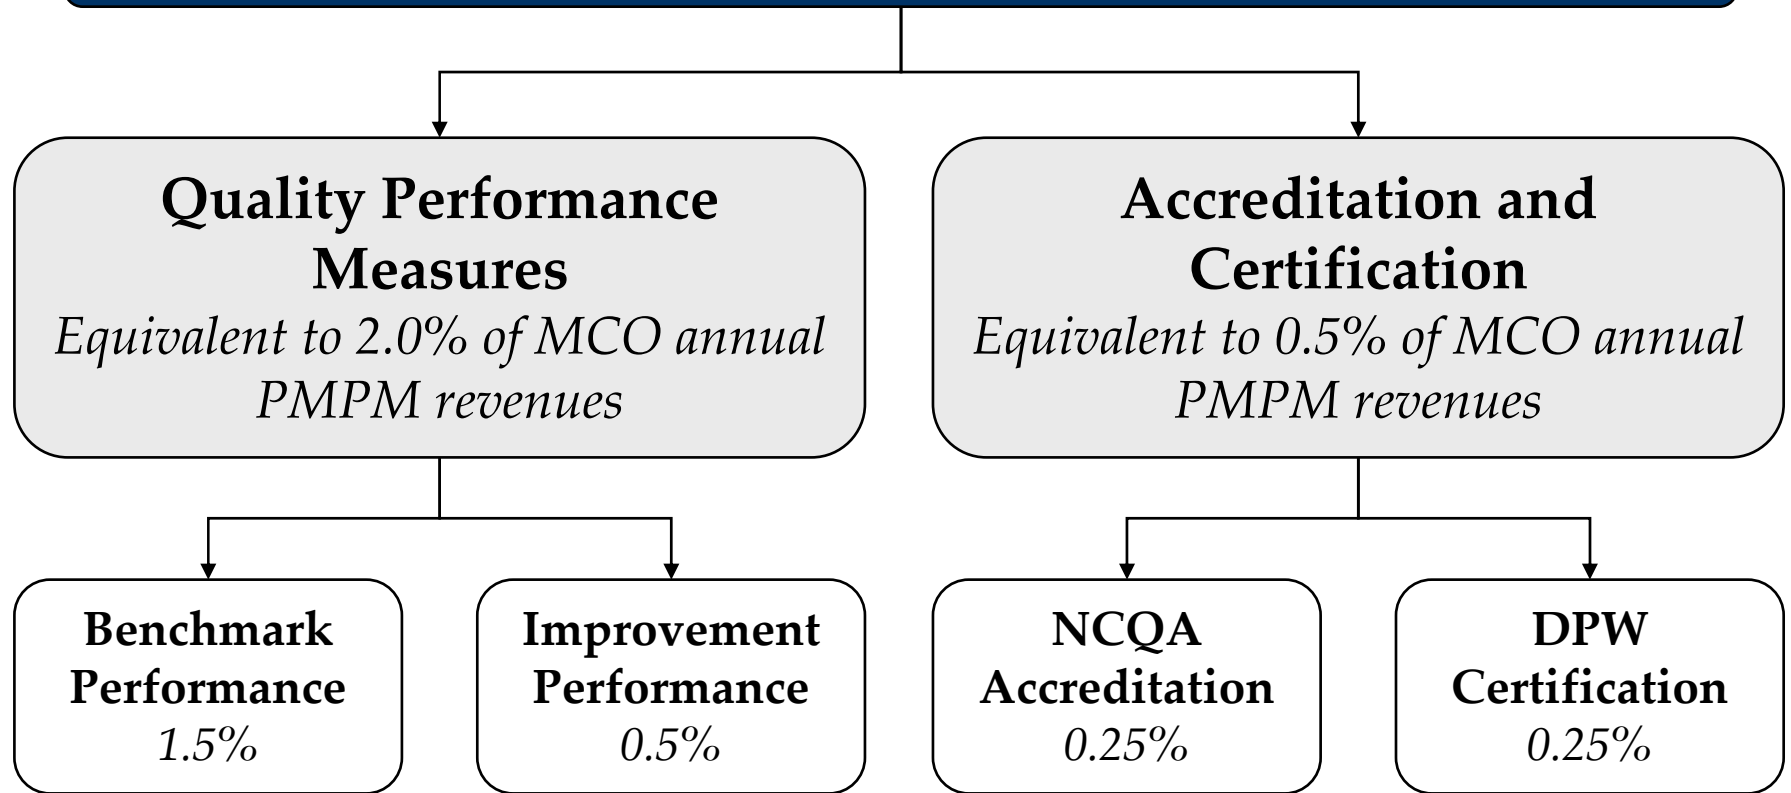 Quality Performance
Measures
Equivalent to 2.0% of MCO annual
PMPM revenues
Accreditation and
Certification
Equivalent to 0.5% of MCO annual
PMPM revenues
Benchmark
Performance
1.5%
Improvement
Performance
0.5%
NCQA
Accreditation
0.25%
DPW
Certification
0.25%